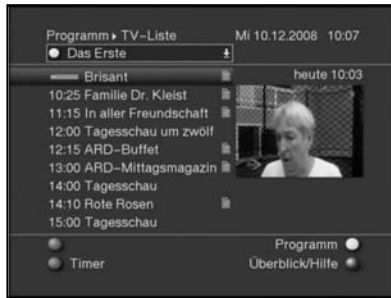 Programm ▸ TV-Liste Mi 10.12.2008 10:07
Das Erste
Brisant heute 10:03
10:25 Familie Dr. Kleist
11:15 In aller Freundschaft
12:00 Tagesschau um zwölf
12:15 ARD-Buffet
13:00 ARD-Mittagsmagazin
14:00 Tagesschau
14:10 Rote Rosen
15:00 Tagesschau
Programm
Timer Überblick/Hilfe